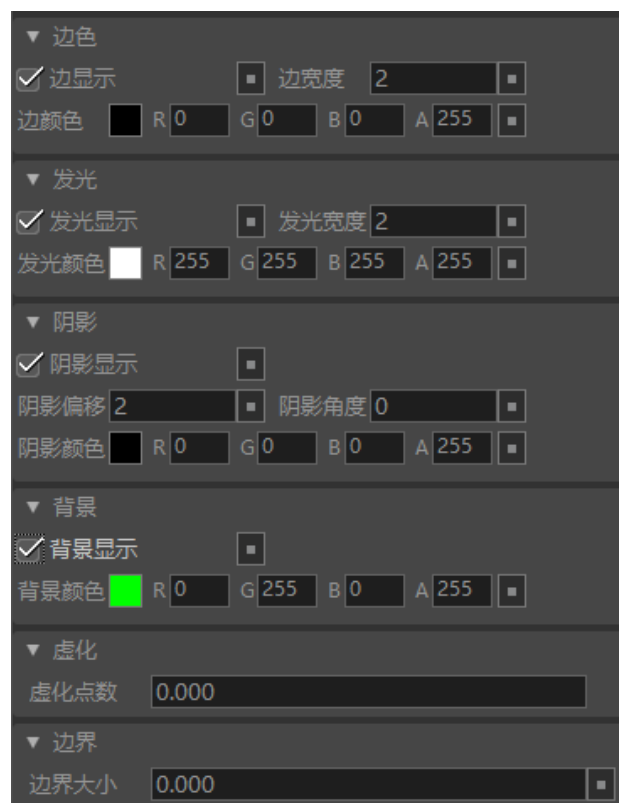 边色
边显示 边宽度 2
边颜色 R 0 G 0 B 0 A 255
发光
发光显示 发光宽度 2
发光颜色 R 255 G 255 B 255 A 255
阴影
阴影显示
阴影偏移 2 阴影角度 0
阴影颜色 R 0 G 0 B 0 A 255
背景
背景显示
背景颜色 R 0 G 255 B 0 A 255
虚化
虚化点数 0.000
边界
边界大小 0.000